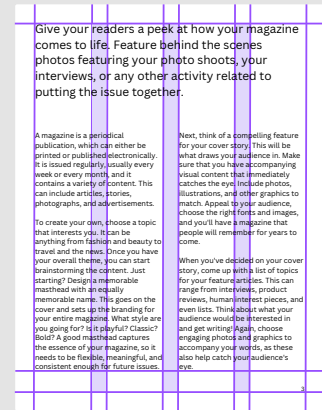 Give your readers a peek at how your magazine
comes to life. Feature behind the scenes
photos featuring your photo shoots, your
interviews, or any other activity related to
putting the issue together.
A magazine is a periodical
publication, which can either be
printed or published electronically.
It is issued regularly, usually every
week or every month, and it
contains a variety of content. This
can include articles, stories,
photographs, and advertisements.
To create your own, choose a topic
that interests you. It can be
anything from fashion and beauty to
travel and the news. Once you have
your overall theme, you can start
brainstorming the content. Just
starting? Design a memorable
masthead with an equally
memorable name. This goes on the
cover and sets up the branding for
your entire magazine. What style are
you going for? Is it playful? Classic?
Bold? A good masthead captures
the essence of your magazine, so it
needs to be flexible, meaningful, and
consistent enough for future issues.
Next, think of a compelling feature
for your cover story. This will be
what draws your audience in. Make
sure that you have accompanying
visual content that immediately
catches the eye. Include photos,
illustrations, and other graphics to
match. Appeal to your audience,
choose the right fonts and images,
and you'll have a magazine that
people will remember for years to
come.
When you've decided on your cover
story, come up with a list of topics
for your feature articles. This can
range from interviews, product
reviews, human interest pieces, and
even lists. Think about what your
audience would be interested in
and get writing! Again, choose
engaging photos and graphics to
accompany your words, as these
also help catch your audience's
eye.
3